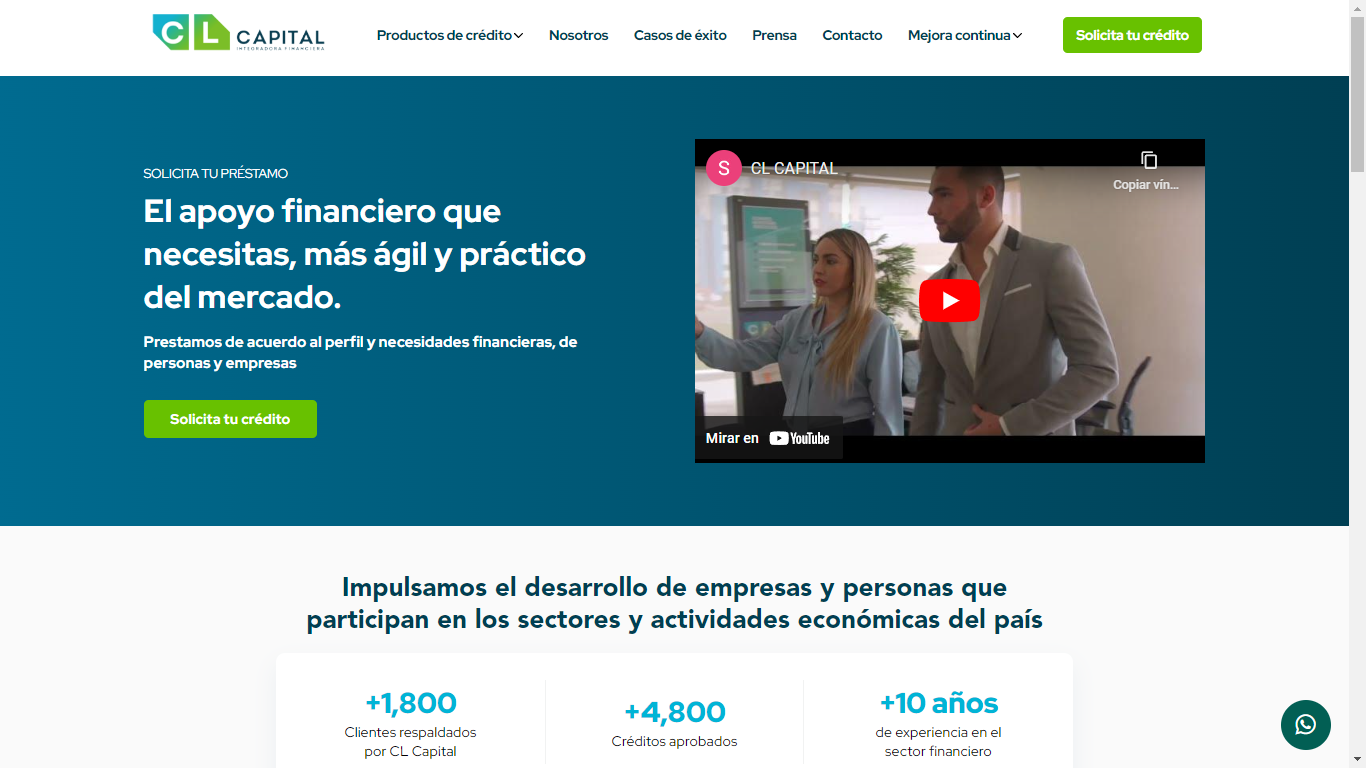 CL CAPITAL
INTEGRADORA FINANCIERA
Productos de crédito
Nosotros
Casos de éxito
Prensa
Contacto
Mejora continua
Solicita tu crédito
SOLICITA TU PRÉSTAMO
El apoyo financiero que
necesitas, más ágil y práctico
del mercado.
Prestamos de acuerdo al perfil y necesidades financieras, de
personas y empresas
Solicita tu crédito
S
CL CAPITAL
Copiar vín...
CL
Mirar en YouTube
Impulsamos el desarrollo de empresas y personas que
participan en los sectores y actividades económicas del país
+1,800
Clientes respaldados
por CL Capital
+4,800
Créditos aprobados
+10 años
de experiencia en el
sector financiero